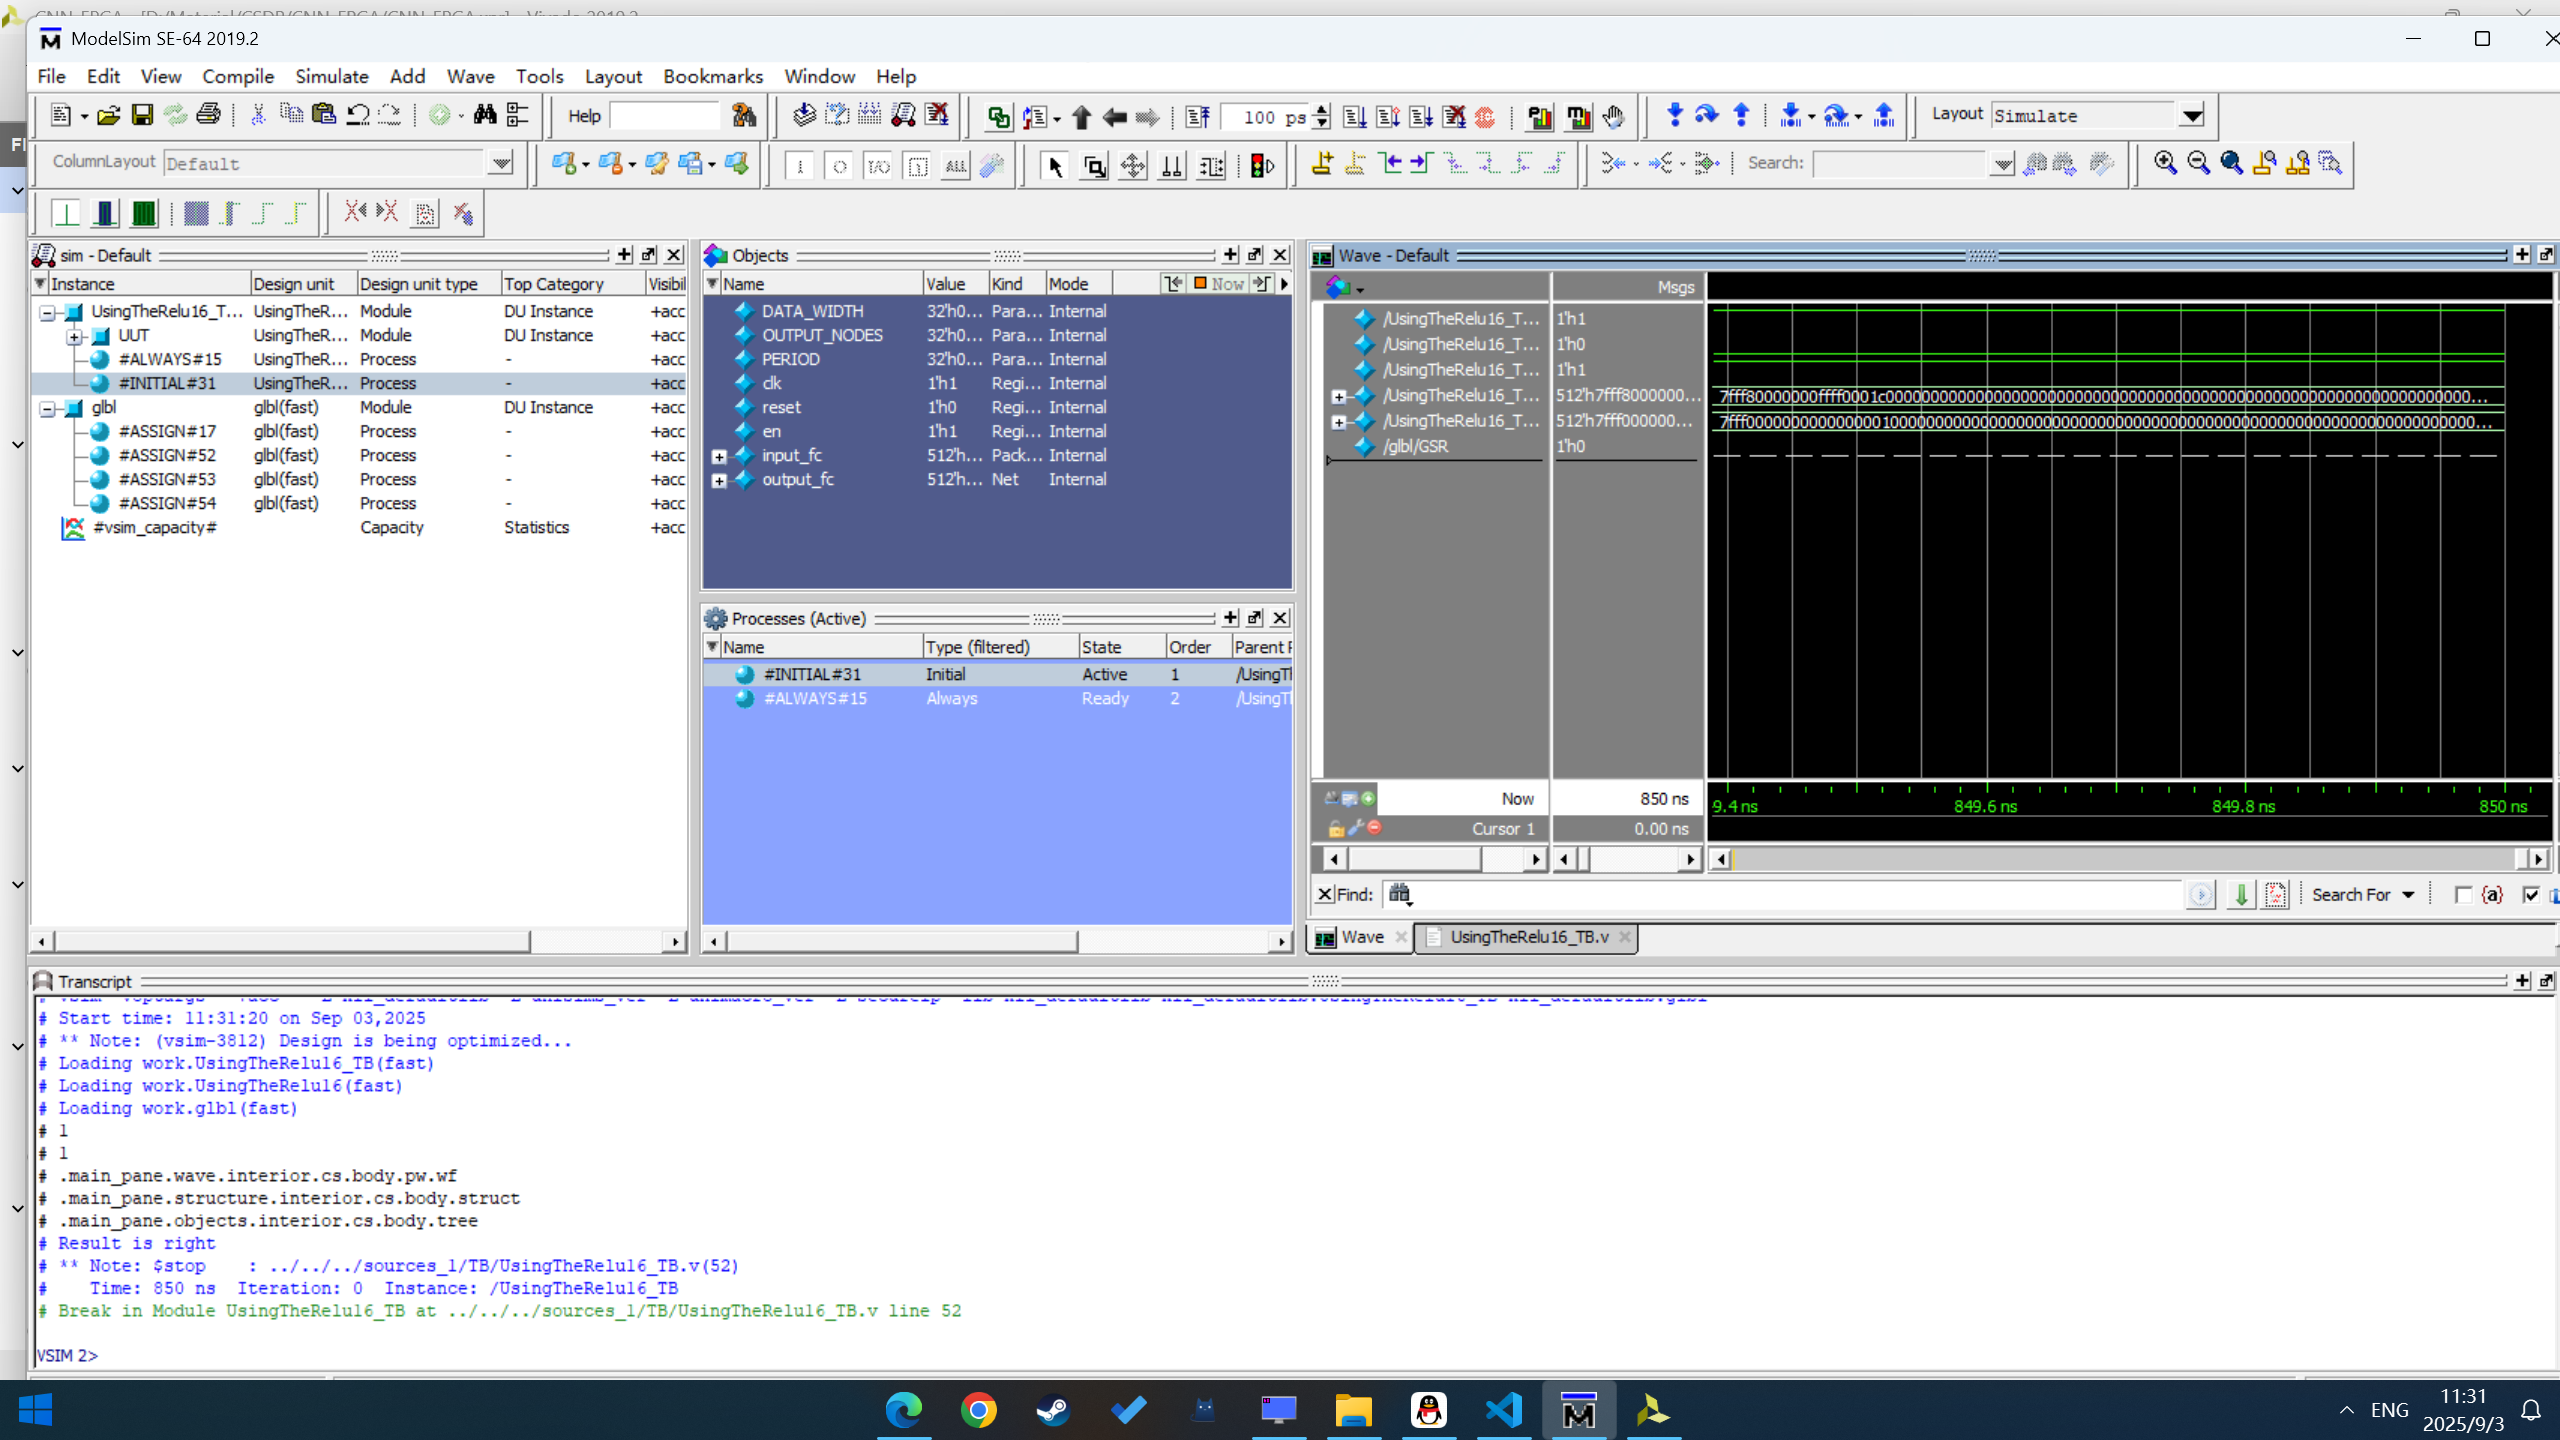 ModelSim SE-64 2019.2
File Edit View Compile Simulate Add Wave Tools Layout Bookmarks Window Help
Help 100 ps Layout Simulate
ColumnLayout Default ALL Search:
sim - Default
Instance Design unit Design unit type Top Category Visibil
UsingTheRelu16_T... UsingTheR... Module DU Instance +acc
UUT UsingTheR... Module DU Instance +acc
#ALWAYS#15 UsingTheR... Process - +acc
#INITIAL#31 UsingTheR... Process - +acc
glbl glbl(fast) Module DU Instance +acc
#ASSIGN#17 glbl(fast) Process - +acc
#ASSIGN#52 glbl(fast) Process - +acc
#ASSIGN#53 glbl(fast) Process - +acc
#ASSIGN#54 glbl(fast) Process - +acc
#vsim_capacity# Capacity Statistics +acc
Objects
Name Value Kind Mode Now
DATA_WIDTH 32'h0... Para... Internal
OUTPUT_NODES 32'h0... Para... Internal
PERIOD 32'h0... Para... Internal
clk 1'h1 Regi... Internal
reset 1'h0 Regi... Internal
en 1'h1 Regi... Internal
input_fc 512'h... Pack... Internal
output_fc 512'h... Net Internal
Processes (Active)
Name Type (filtered) State Order Parent P
#INITIAL#31 Initial Active 1 /UsingTh
#ALWAYS#15 Always Ready 2 /UsingTh
Wave - Default
Msgs
/UsingTheRelu16_T... 1'h1
/UsingTheRelu16_T... 1'h0
/UsingTheRelu16_T... 1'h1
/UsingTheRelu16_T... 512'h7fff8000000...
/UsingTheRelu16_T... 512'h7fff000000...
/glbl/GSR 1'h0
Now 850 ns
9.4 ns 849.6 ns 849.8 ns 850 ns
Cursor 1 0.00 ns
Find: Search For {a}
Wave UsingTheRelu16_TB.v
Transcript
# Start time: 11:31:20 on Sep 03,2025
# ** Note: (vsim-3812) Design is being optimized...
# Loading work.UsingTheRelu16_TB(fast)
# Loading work.UsingTheRelu16(fast)
# Loading work.glbl(fast)
# 1
# 1
# .main_pane.wave.interior.cs.body.pw.wf
# .main_pane.structure.interior.cs.body.struct
# .main_pane.objects.interior.cs.body.tree
# Result is right
# ** Note: $stop : ../../../sources_1/TB/UsingTheRelu16_TB.v(52)
# Time: 850 ns Iteration: 0 Instance: /UsingTheRelu16_TB
# Break in Module UsingTheRelu16_TB at ../../../sources_1/TB/UsingTheRelu16_TB.v line 52
VSIM 2>
ENG
11:31
2025/9/3